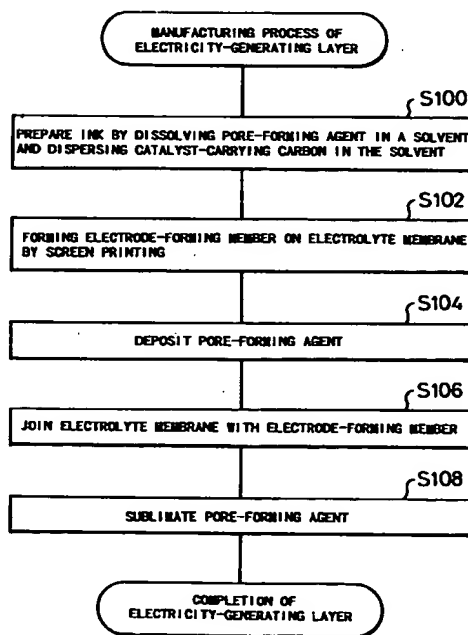 MANUFACTURING PROCESS OF
ELECTRICITY-GENERATING LAYER
S100
PREPARE INK BY DISSOLVING PORE-FORMING AGENT IN A SOLVENT
AND DISPERSING CATALYST-CARRYING CARBON IN THE SOLVENT
S102
FORMING ELECTRODE-FORMING MEMBER ON ELECTROLYTE MEMBRANE
BY SCREEN PRINTING
S104
DEPOSIT PORE-FORMING AGENT
S106
JOIN ELECTROLYTE MEMBRANE WITH ELECTRODE-FORMING MEMBER
S108
SUBLIMATE PORE-FORMING AGENT
COMPLETION OF
ELECTRICITY-GENERATING LAYER